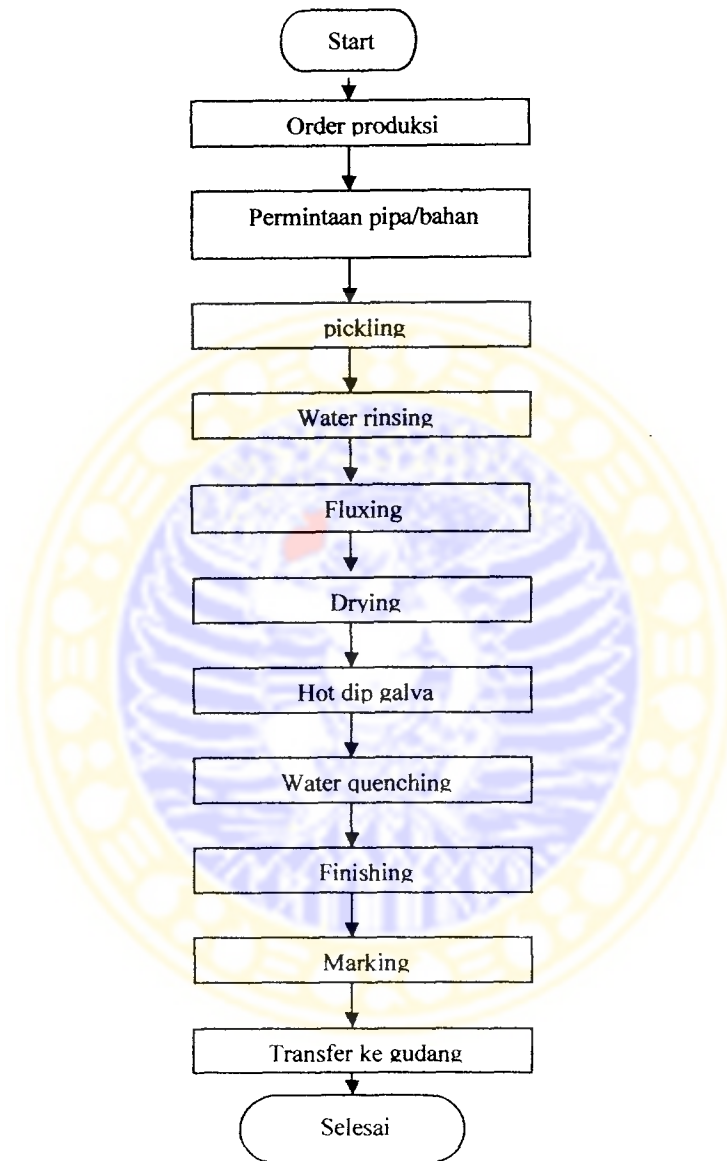 Start
Order produksi
Permintaan pipa/bahan
pickling
Water rinsing
Fluxing
Drying
Hot dip galva
Water quenching
Finishing
Marking
Transfer ke gudang
Selesai